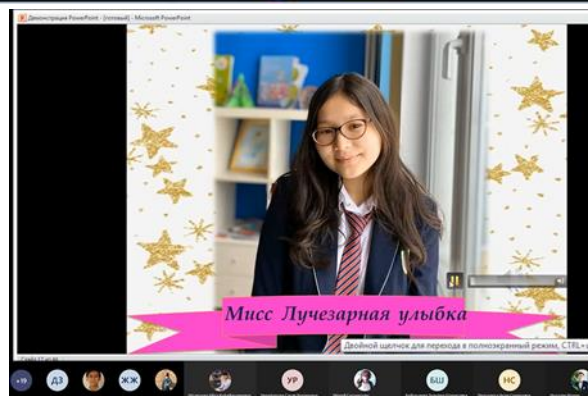 Демонстрация PowerPoint - [готовый] - Microsoft PowerPoint
Мисс Лучезарная улыбка
Двойной щелчок для перехода в полноэкранный режим, CTRL+
+19
ДЗ
ЖЖ
УР
БШ
НС